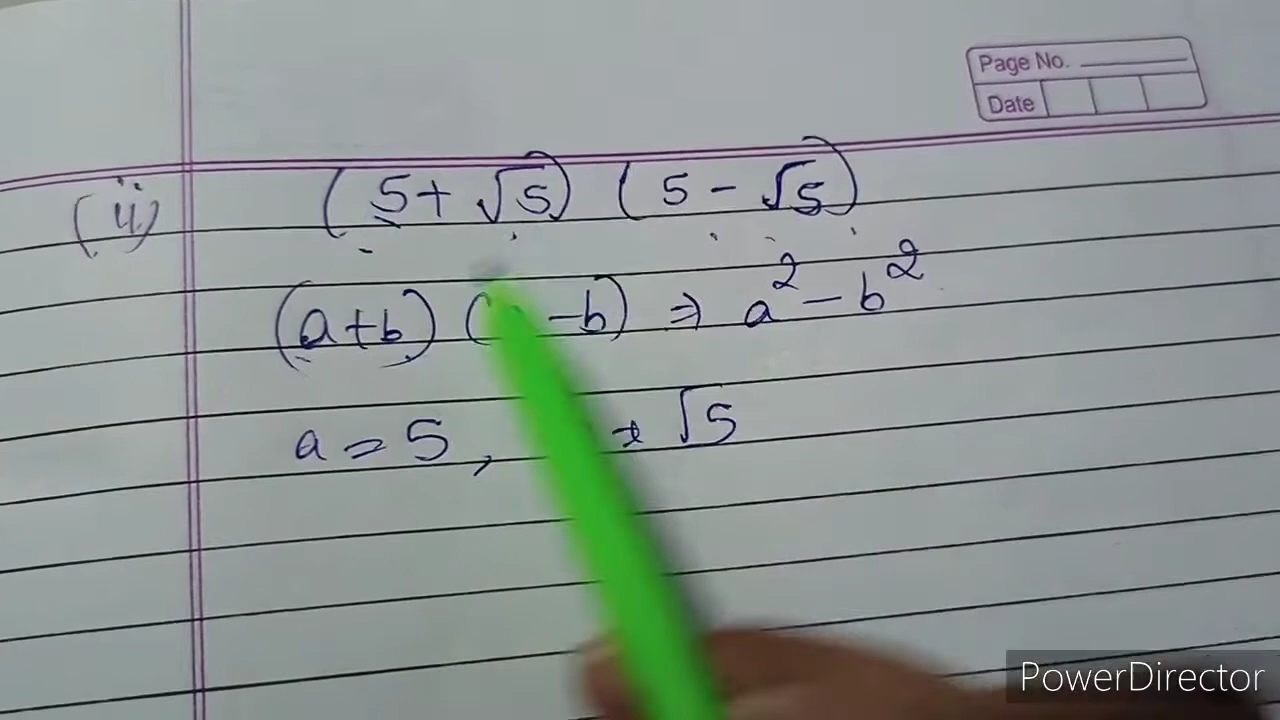 Page No.
Date
(ii) (5+ √5) (5 - √5)
(a+b) ( -b) ⇒ a² - b²
a = 5, = √5
PowerDirector